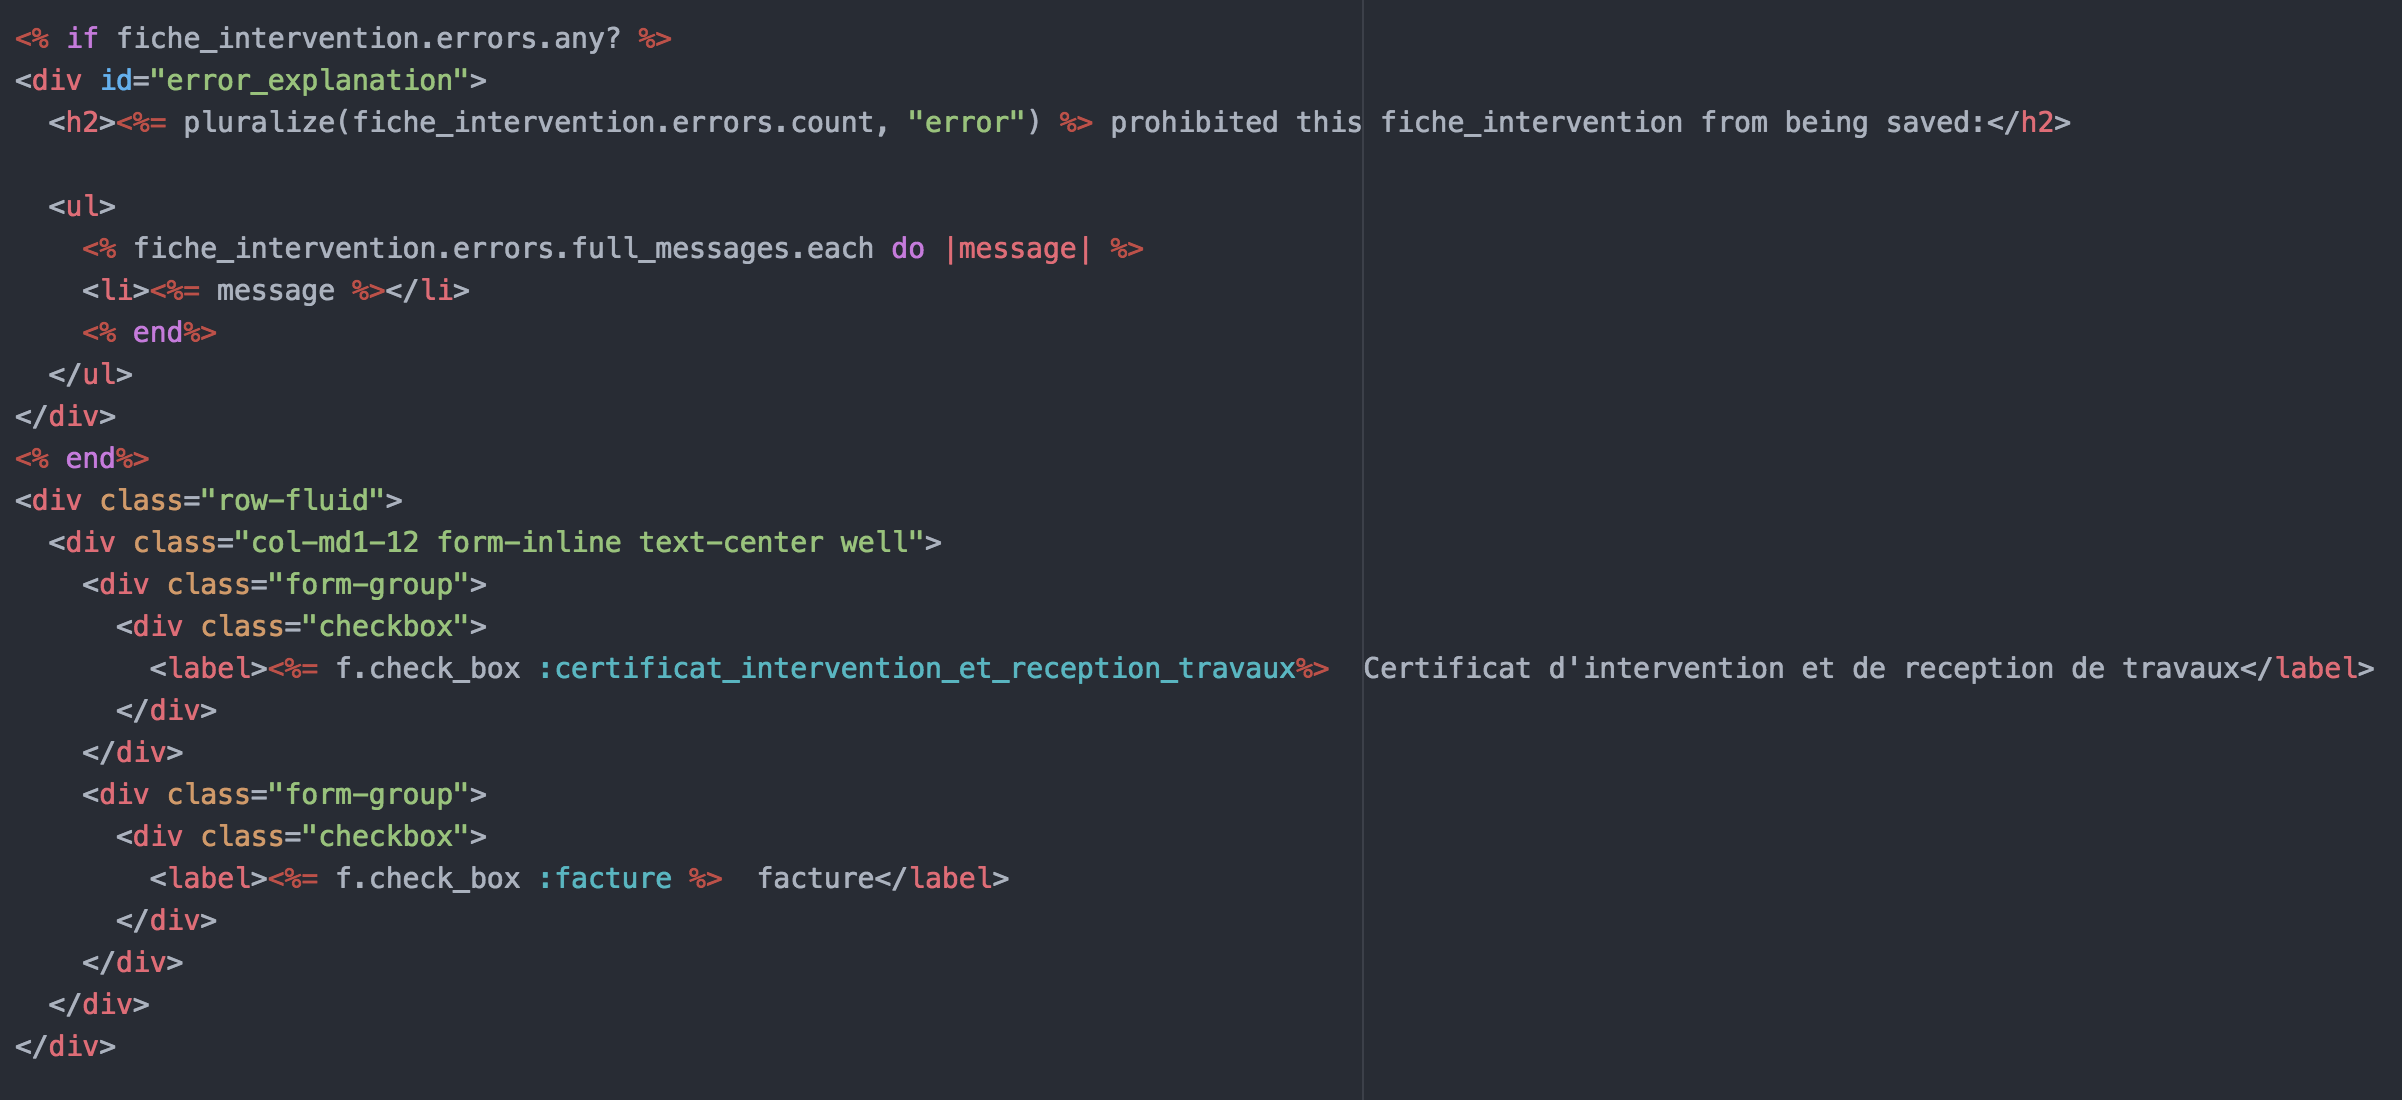 <% if fiche_intervention.errors.any? %>
<div id="error_explanation">
  <h2><%= pluralize(fiche_intervention.errors.count, "error") %> prohibited this fiche_intervention from being saved:</h2>

  <ul>
    <% fiche_intervention.errors.full_messages.each do |message| %>
    <li><%= message %></li>
    <% end%>
  </ul>
</div>
<% end%>
<div class="row-fluid">
  <div class="col-md1-12 form-inline text-center well">
    <div class="form-group">
      <div class="checkbox">
        <label><%= f.check_box :certificat_intervention_et_reception_travaux%>  Certificat d'intervention et de reception de travaux</label>
      </div>
    </div>
    <div class="form-group">
      <div class="checkbox">
        <label><%= f.check_box :facture %>  facture</label>
      </div>
    </div>
  </div>
</div>